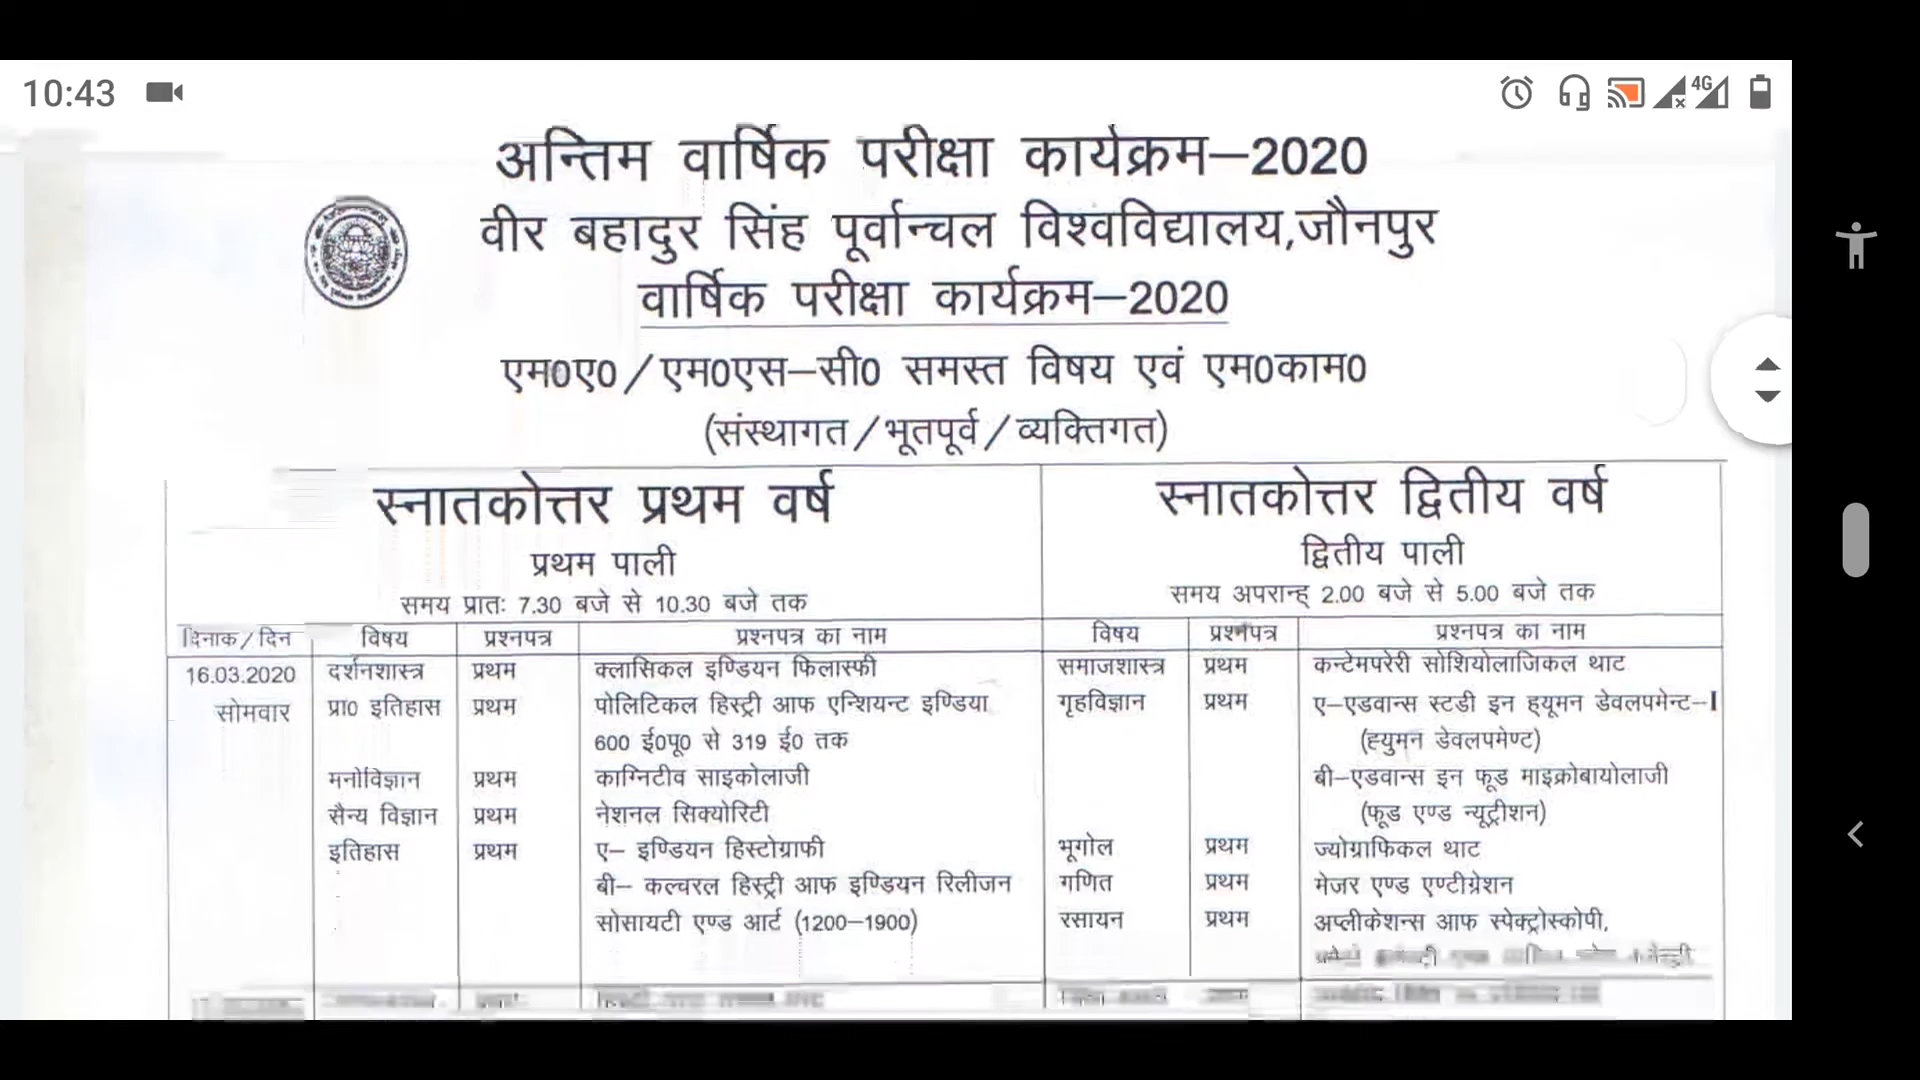 10:43
4G
अन्तिम वार्षिक परीक्षा कार्यक्रम–2020
वीर बहादुर सिंह पूर्वान्चल विश्वविद्यालय,जौनपुर
वार्षिक परीक्षा कार्यक्रम–2020
एम0ए0/एम0एस–सी0 समस्त विषय एवं एम0काम0
(संस्थागत/भूतपूर्व/व्यक्तिगत)
स्नातकोत्तर प्रथम वर्ष स्नातकोत्तर द्वितीय वर्ष
प्रथम पाली द्वितीय पाली
समय प्रातः 7.30 बजे से 10.30 बजे तक समय अपरान्ह् 2.00 बजे से 5.00 बजे तक
दिनाक/दिन विषय प्रश्नपत्र प्रश्नपत्र का नाम विषय प्रश्नपत्र प्रश्नपत्र का नाम
16.03.2020 दर्शनशास्त्र प्रथम क्लासिकल इण्डियन फिलास्फी समाजशास्त्र प्रथम कन्टेमपरेरी सोशियोलाजिकल थाट
सोमवार प्रा0 इतिहास प्रथम पोलिटिकल हिस्ट्री आफ एन्शियन्ट इण्डिया गृहविज्ञान प्रथम ए–एडवान्स स्टडी इन ह्यूमन डेवलपमेन्ट–I
600 ई0पू0 से 319 ई0 तक (ह्युमन डेवलपमेण्ट)
मनोविज्ञान प्रथम काग्निटीव साइकोलाजी बी–एडवान्स इन फूड माइक्रोबायोलाजी
सैन्य विज्ञान प्रथम नेशनल सिक्योरिटी (फूड एण्ड न्यूट्रीशन)
इतिहास प्रथम ए– इण्डियन हिस्टोग्राफी भूगोल प्रथम ज्योग्राफिकल थाट
बी– कल्चरल हिस्ट्री आफ इण्डियन रिलीजन गणित प्रथम मेजर एण्ड एण्टीग्रेशन
सोसायटी एण्ड आर्ट (1200–1900) रसायन प्रथम अप्लीकेशन्स आफ स्पेक्ट्रोस्कोपी,